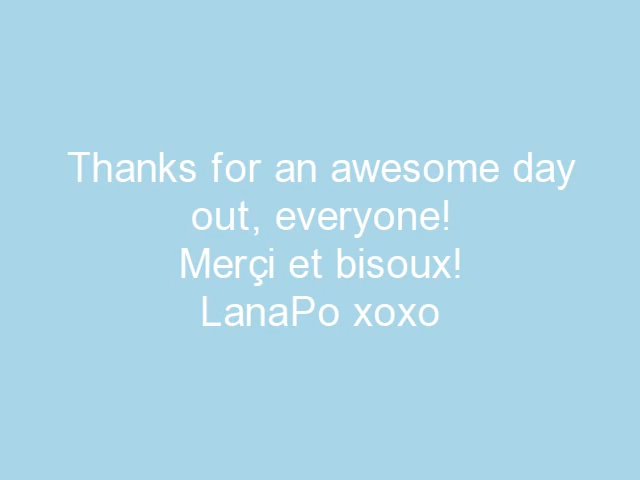 Thanks for an awesome day
out, everyone!
Merçi et bisoux!
LanaPo xoxo